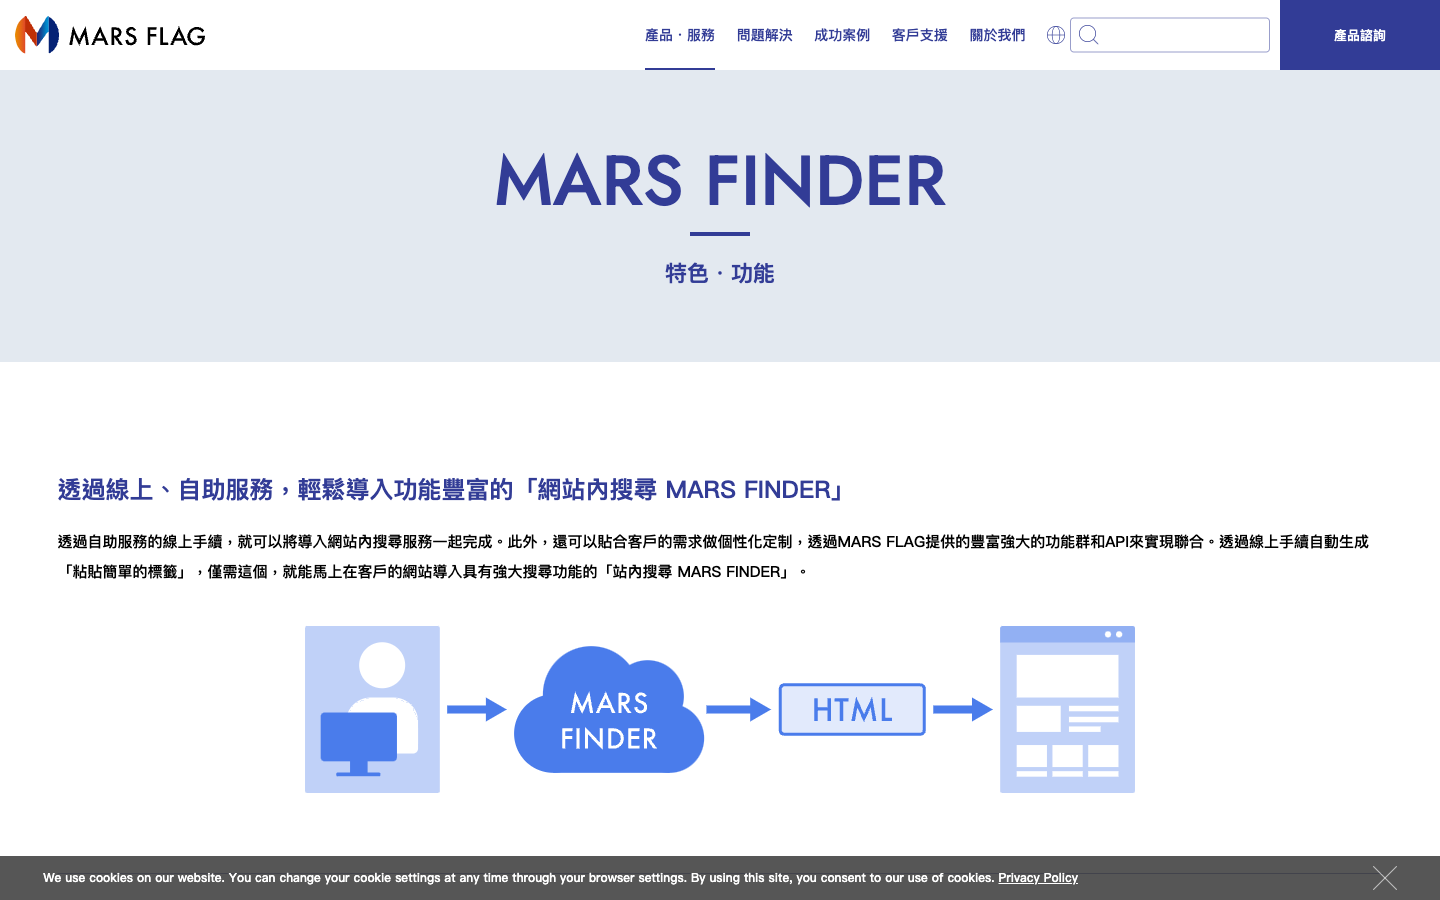 MARS FLAG
產品・服務
問題解決
成功案例
客戶支援
關於我們
產品諮詢
MARS FINDER
特色・功能
透過線上、自助服務，輕鬆導入功能豐富的「網站內搜尋 MARS FINDER」
透過自助服務的線上手續，就可以將導入網站內搜尋服務一起完成。此外，還可以貼合客戶的需求做個性化定制，透過MARS FLAG提供的豐富強大的功能群和API來實現聯合。透過線上手續自動生成
「粘貼簡單的標籤」，僅需這個，就能馬上在客戶的網站導入具有強大搜尋功能的「站內搜尋 MARS FINDER」。
MARS
FINDER
HTML
We use cookies on our website. You can change your cookie settings at any time through your browser settings. By using this site, you consent to our use of cookies. Privacy Policy